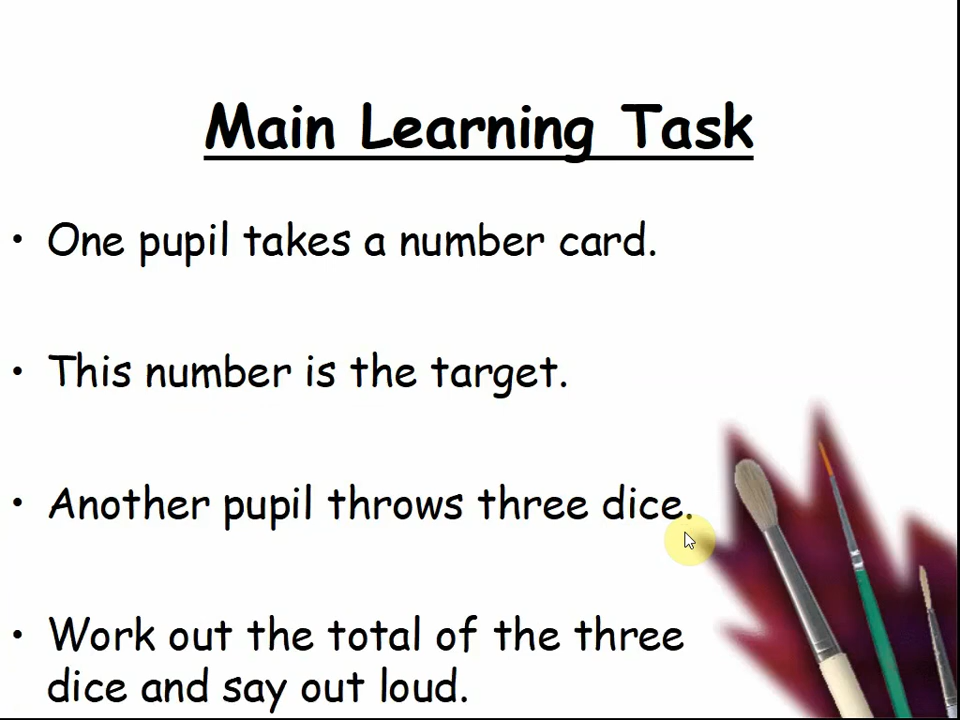 Main Learning Task
• One pupil takes a number card.
• This number is the target.
• Another pupil throws three dice.
• Work out the total of the three
dice and say out loud.